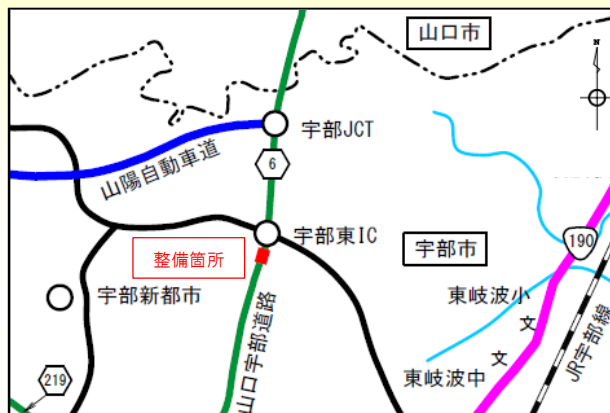 山口市
N
宇部JCT
6
山陽自動車道
宇部東IC
190
宇部市
整備箇所
宇部新都市
東岐波小
文
文
東岐波中
JR宇部線
山口宇部道路
219